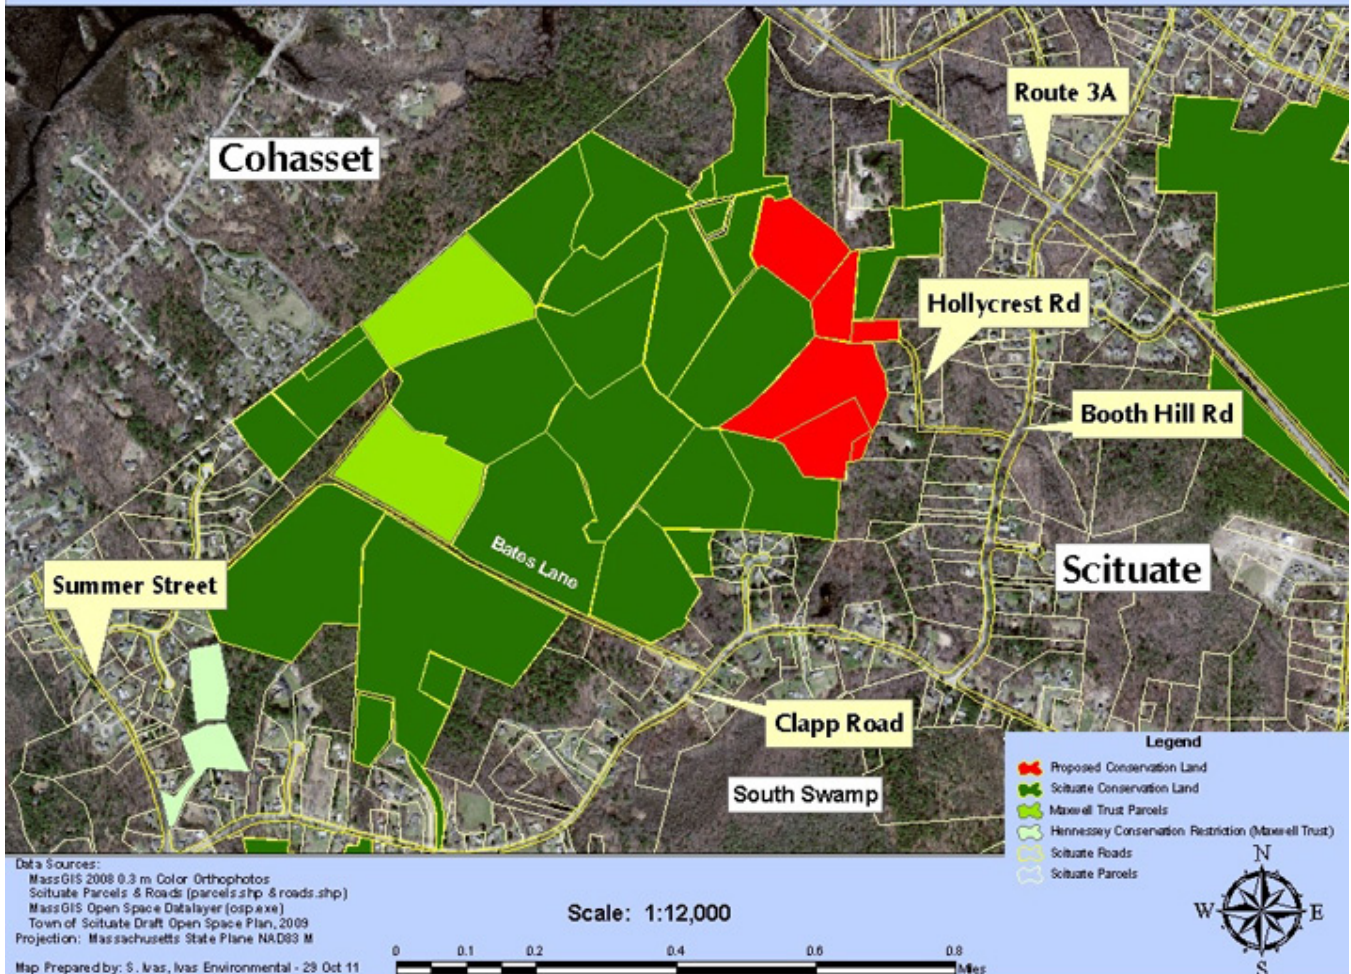 Route 3A
Cohasset
Hollycrest Rd
Booth Hill Rd
Bates Lane
Scituate
Summer Street
Clapp Road
South Swamp
Legend
Proposed Conservation Land
Scituate Conservation Land
Maxwell Trust Parcels
Hennessey Conservation Restriction (Maxwell Trust)
Scituate Roads
Scituate Parcels
Data Sources:
MassGIS 2008 0.3 m Color Orthophotos
Scituate Parcels & Roads (parcels.shp & roads.shp)
MassGIS Open Space Datalayer (osp.exe)
Town of Scituate Draft Open Space Plan, 2009
Projection: Massachusetts State Plane NAD83 M
Map Prepared by: S. Ivas, Ivas Environmental - 29 Oct 11
Scale: 1:12,000
0 0.1 0.2 0.4 0.6 0.8
Miles
N
W E
S